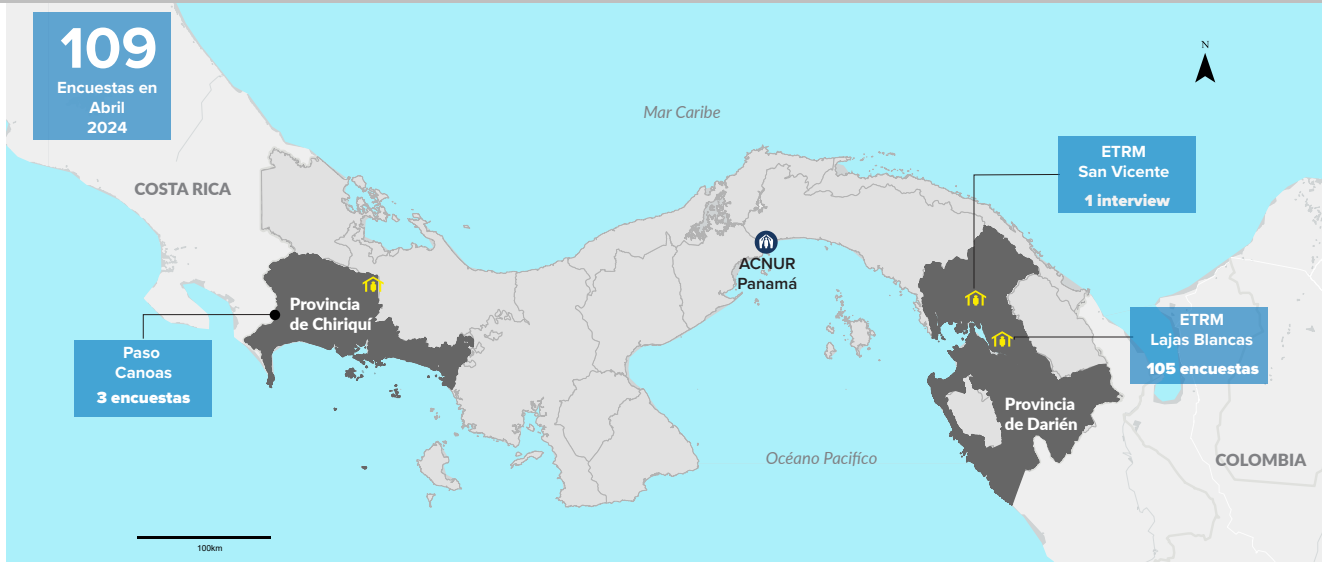 109
Encuestas en
Abril
2024
N
Mar Caribe
COSTA RICA
ETRM
San Vicente
1 interview
ACNUR
Panamá
Provincia
de Chiriquí
Paso
Canoas
3 encuestas
ETRM
Lajas Blancas
105 encuestas
Provincia
de Darién
Océano Pacifico
COLOMBIA
100km